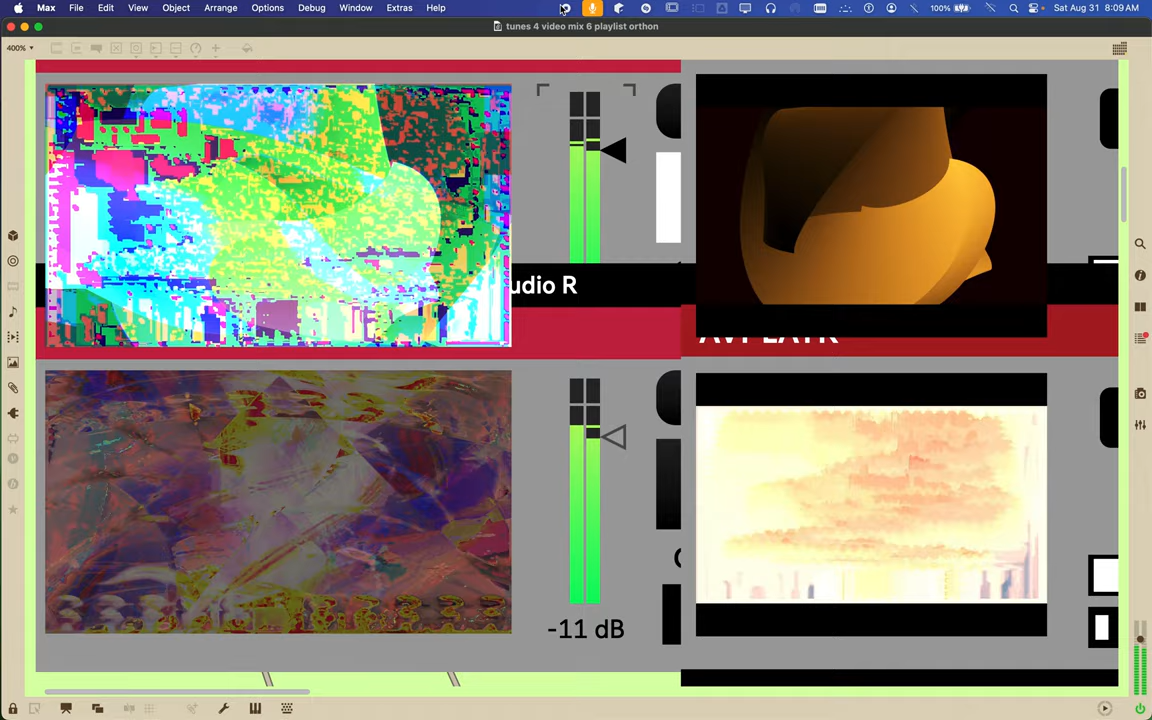 Max File Edit View Object Arrange Options Debug Window Extras Help 100% Sat Aug 31 8:09 AM
tunes 4 video mix 6 playlist orthon
400%
udio R
-11 dB